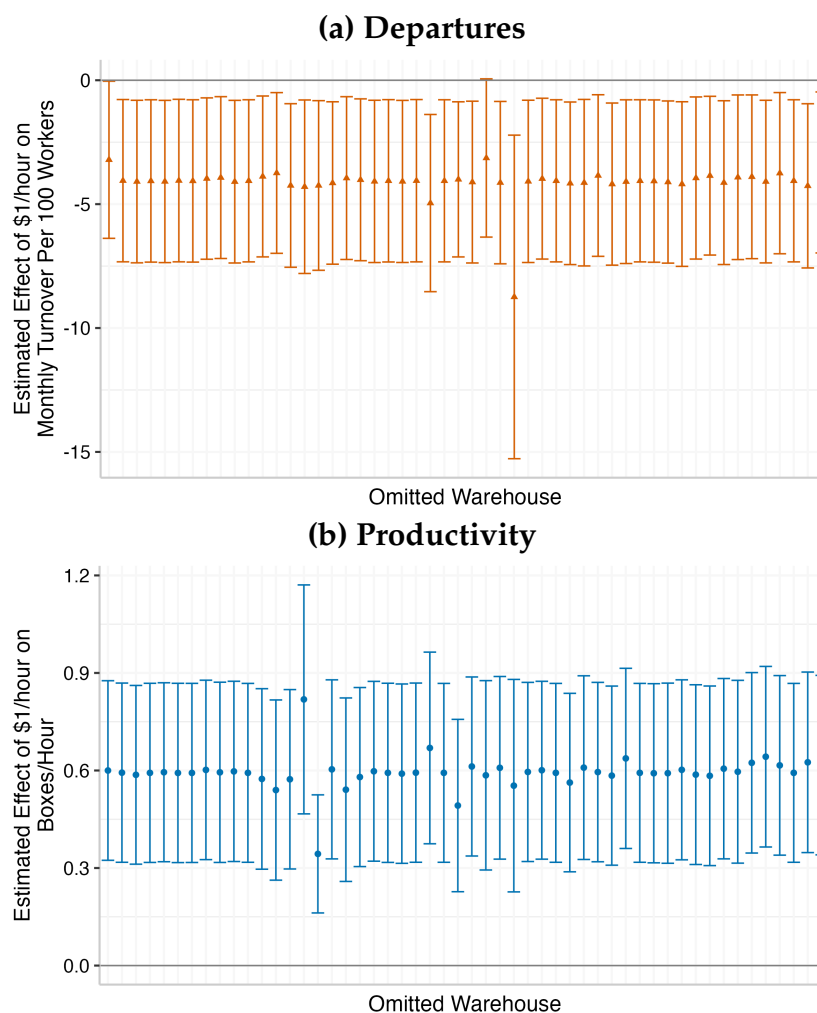 (a) Departures
Estimated Effect of $1/hour on
Monthly Turnover Per 100 Workers
0
-5
-10
-15
Omitted Warehouse
(b) Productivity
Estimated Effect of $1/hour on
Boxes/Hour
1.2
0.9
0.6
0.3
0.0
Omitted Warehouse